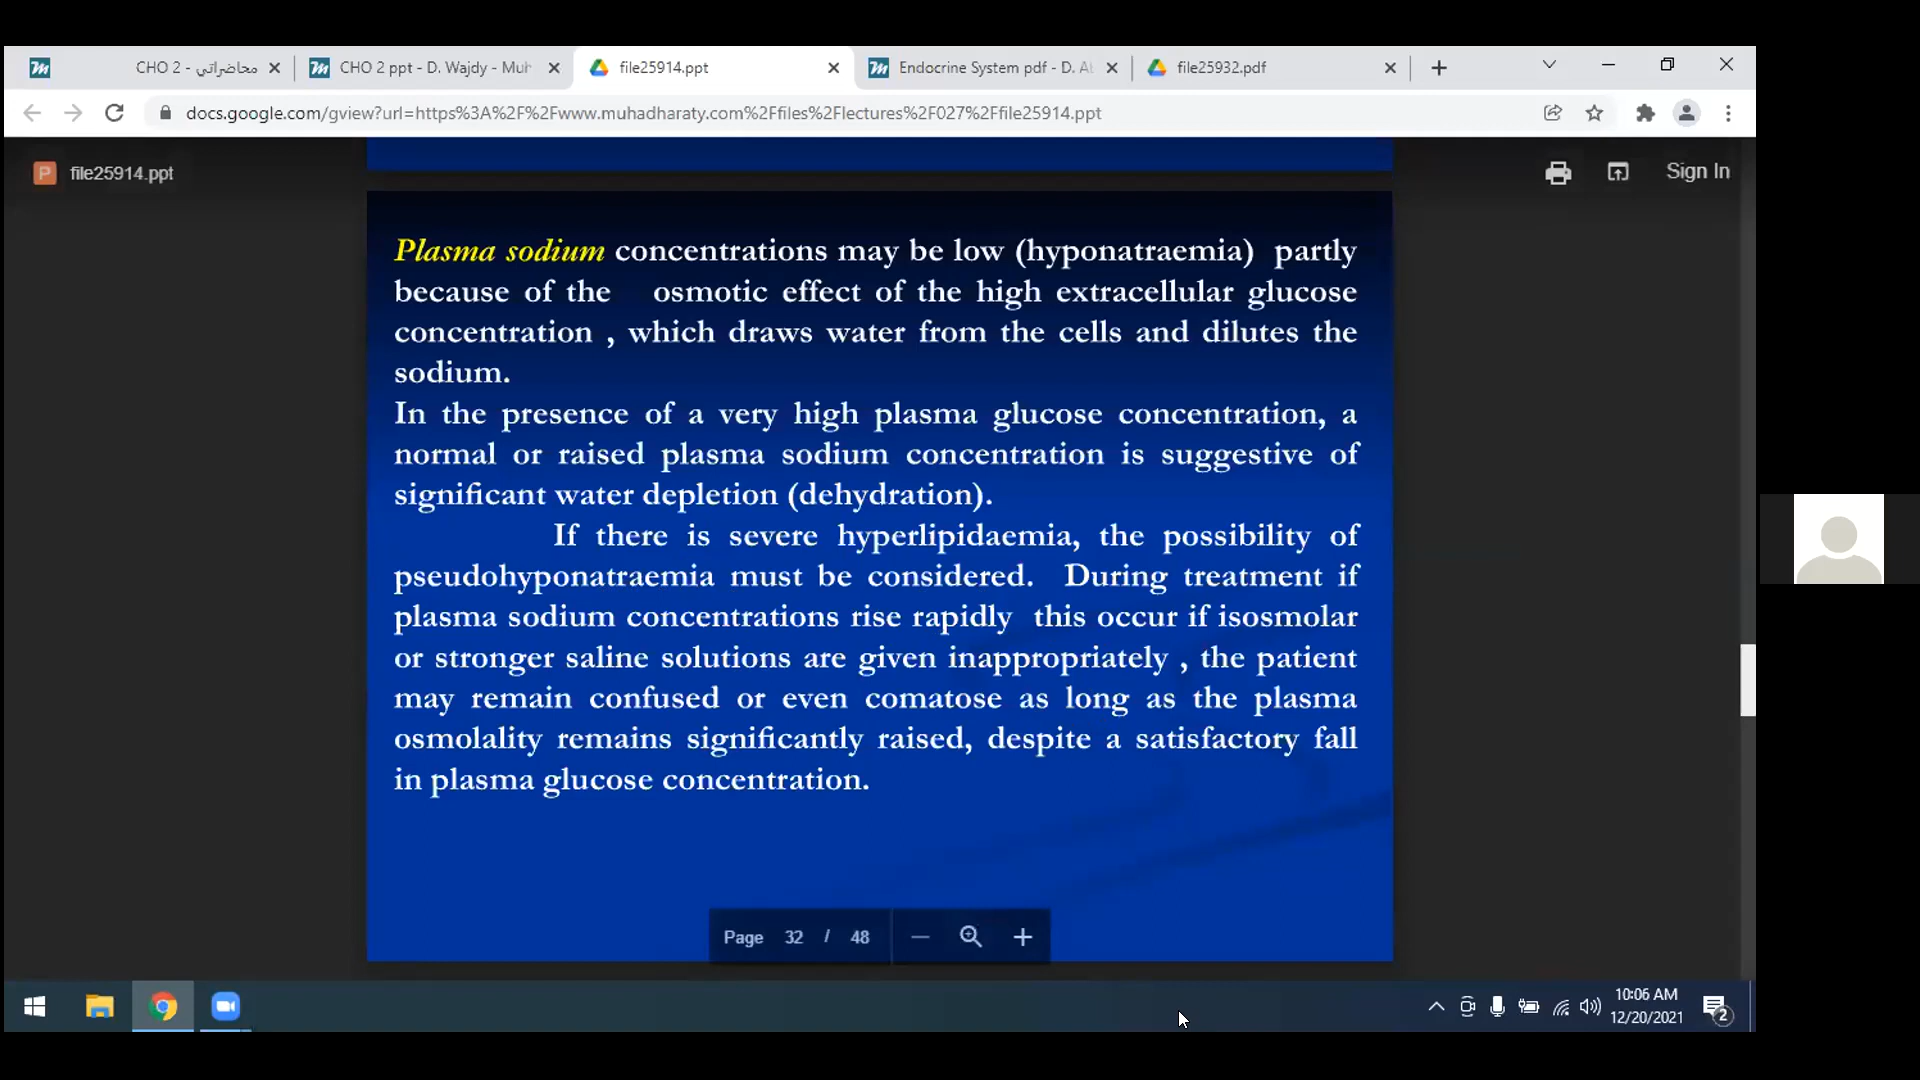 محاضراتي - CHO 2
CHO 2 ppt - D. Wajdy - Muh
file25914.ppt
Endocrine System pdf - D. Al
file25932.pdf
docs.google.com/gview?url=https%3A%2F%2Fwww.muhadharaty.com%2Ffiles%2Flectures%2F027%2Ffile25914.ppt
P file25914.ppt
Sign In
Plasma sodium concentrations may be low (hyponatraemia) partly
because of the osmotic effect of the high extracellular glucose
concentration , which draws water from the cells and dilutes the
sodium.
In the presence of a very high plasma glucose concentration, a
normal or raised plasma sodium concentration is suggestive of
significant water depletion (dehydration).
If there is severe hyperlipidaemia, the possibility of
pseudohyponatraemia must be considered. During treatment if
plasma sodium concentrations rise rapidly this occur if isosmolar
or stronger saline solutions are given inappropriately , the patient
may remain confused or even comatose as long as the plasma
osmolality remains significantly raised, despite a satisfactory fall
in plasma glucose concentration.
Page 32 / 48
10:06 AM
12/20/2021
2